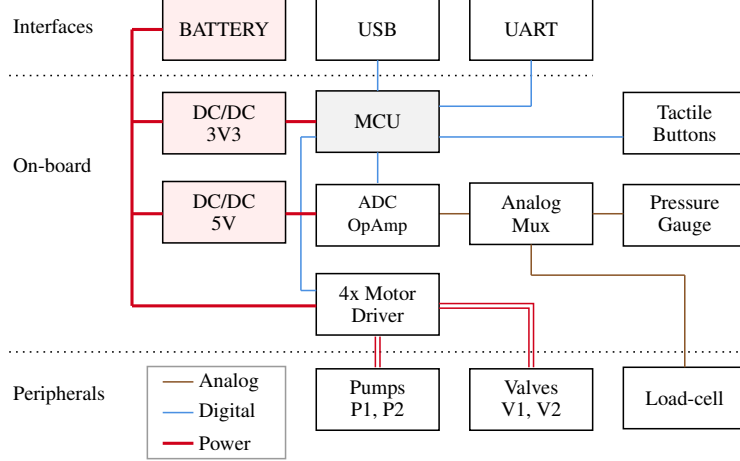 Interfaces
BATTERY
USB
UART
DC/DC
3V3
MCU
Tactile
Buttons
On-board
DC/DC
5V
ADC
OpAmp
Analog
Mux
Pressure
Gauge
4x Motor
Driver
Peripherals
Analog
Digital
Power
Pumps
P1, P2
Valves
V1, V2
Load-cell